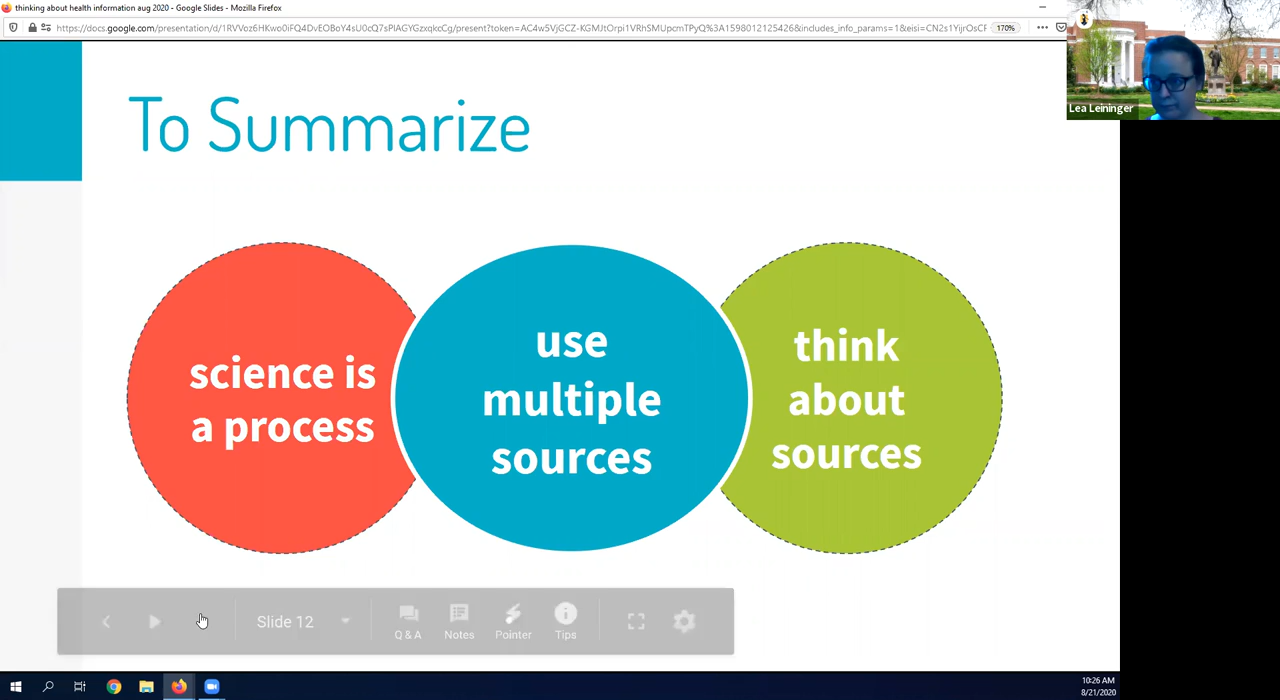 thinking about health information aug 2020 - Google Slides - Mozilla Firefox
170%
Lea Leininger
To Summarize
science is
a process
use
multiple
sources
think
about
sources
Slide 12
Q & A
Notes
Pointer
Tips
10:26 AM
8/21/2020